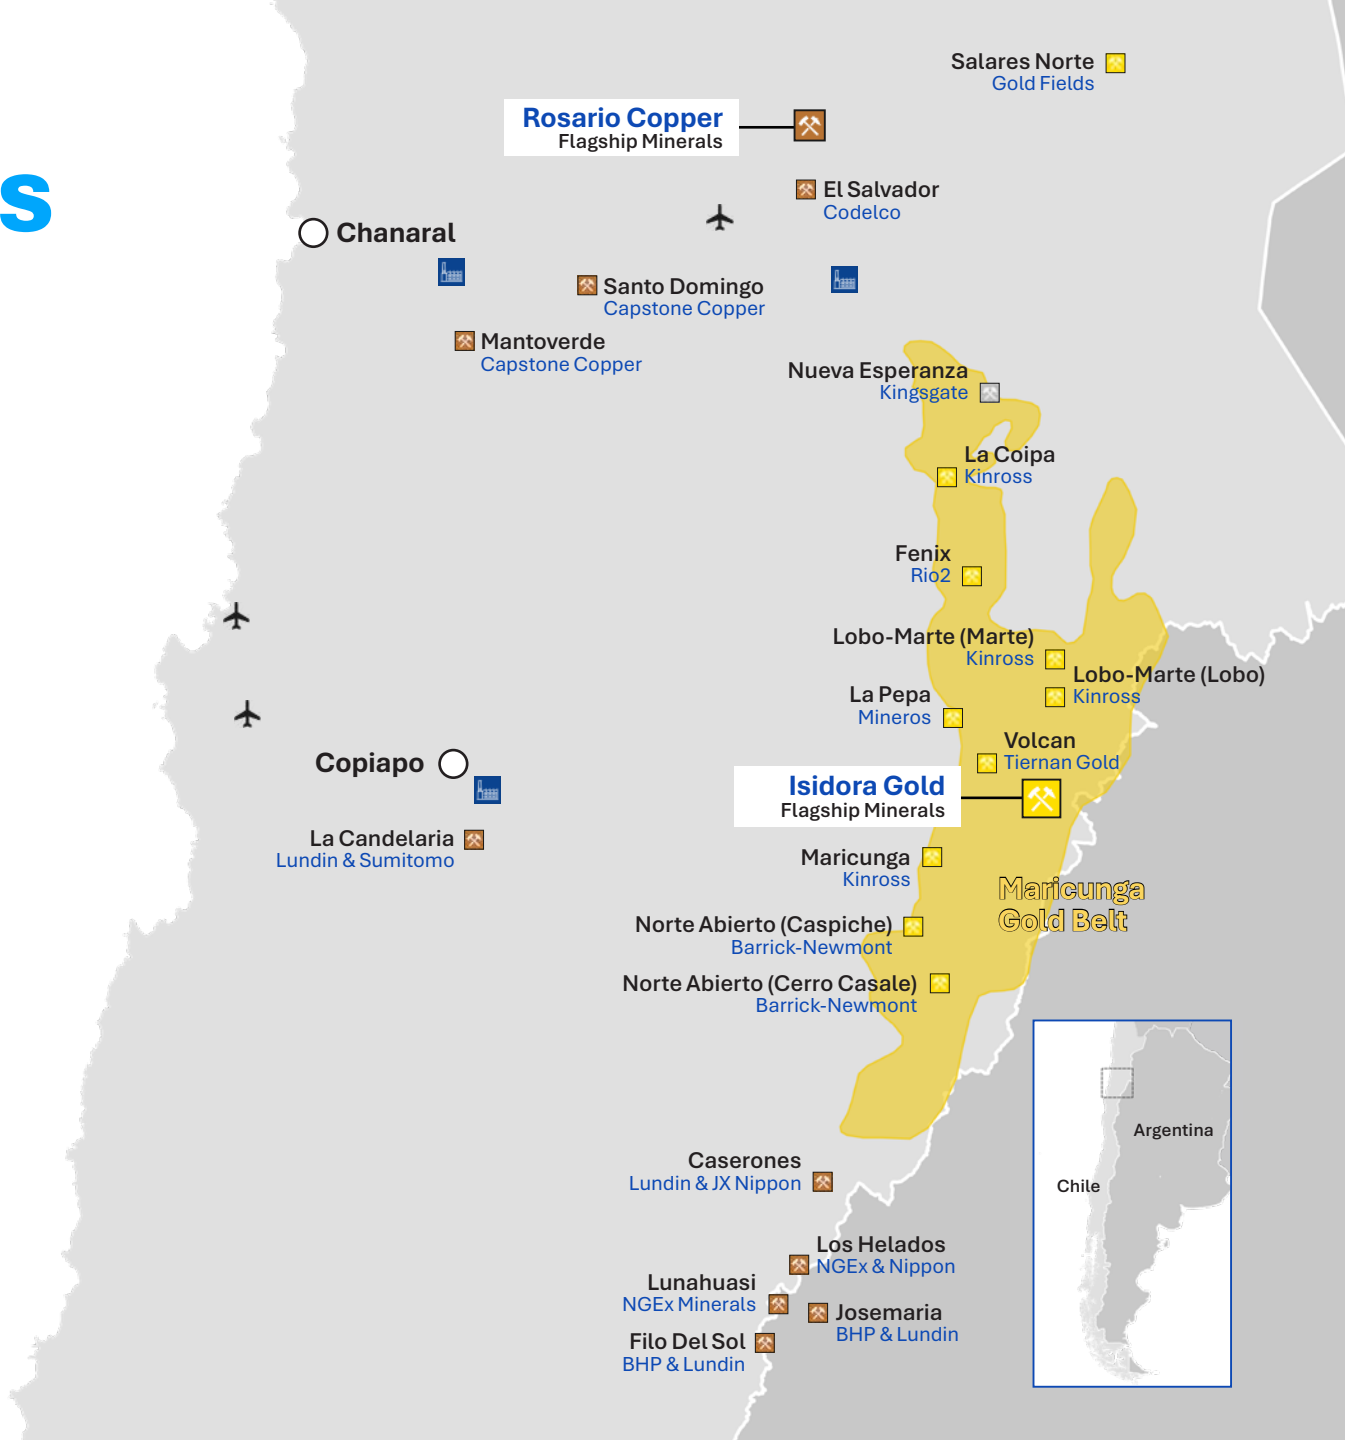 s
Salares Norte
Gold Fields
Rosario Copper
Flagship Minerals
El Salvador
Codelco
Chanaral
Santo Domingo
Capstone Copper
Mantoverde
Capstone Copper
Nueva Esperanza
Kingsgate
La Coipa
Kinross
Fenix
Rio2
Lobo-Marte (Marte)
Kinross
Lobo-Marte (Lobo)
Kinross
La Pepa
Mineros
Volcan
Tiernan Gold
Copiapo
Isidora Gold
Flagship Minerals
La Candelaria
Lundin & Sumitomo
Maricunga
Kinross
Maricunga
Gold Belt
Norte Abierto (Caspiche)
Barrick-Newmont
Norte Abierto (Cerro Casale)
Barrick-Newmont
Argentina
Chile
Caserones
Lundin & JX Nippon
Los Helados
NGEx & Nippon
Lunahuasi
NGEx Minerals
Josemaria
BHP & Lundin
Filo Del Sol
BHP & Lundin